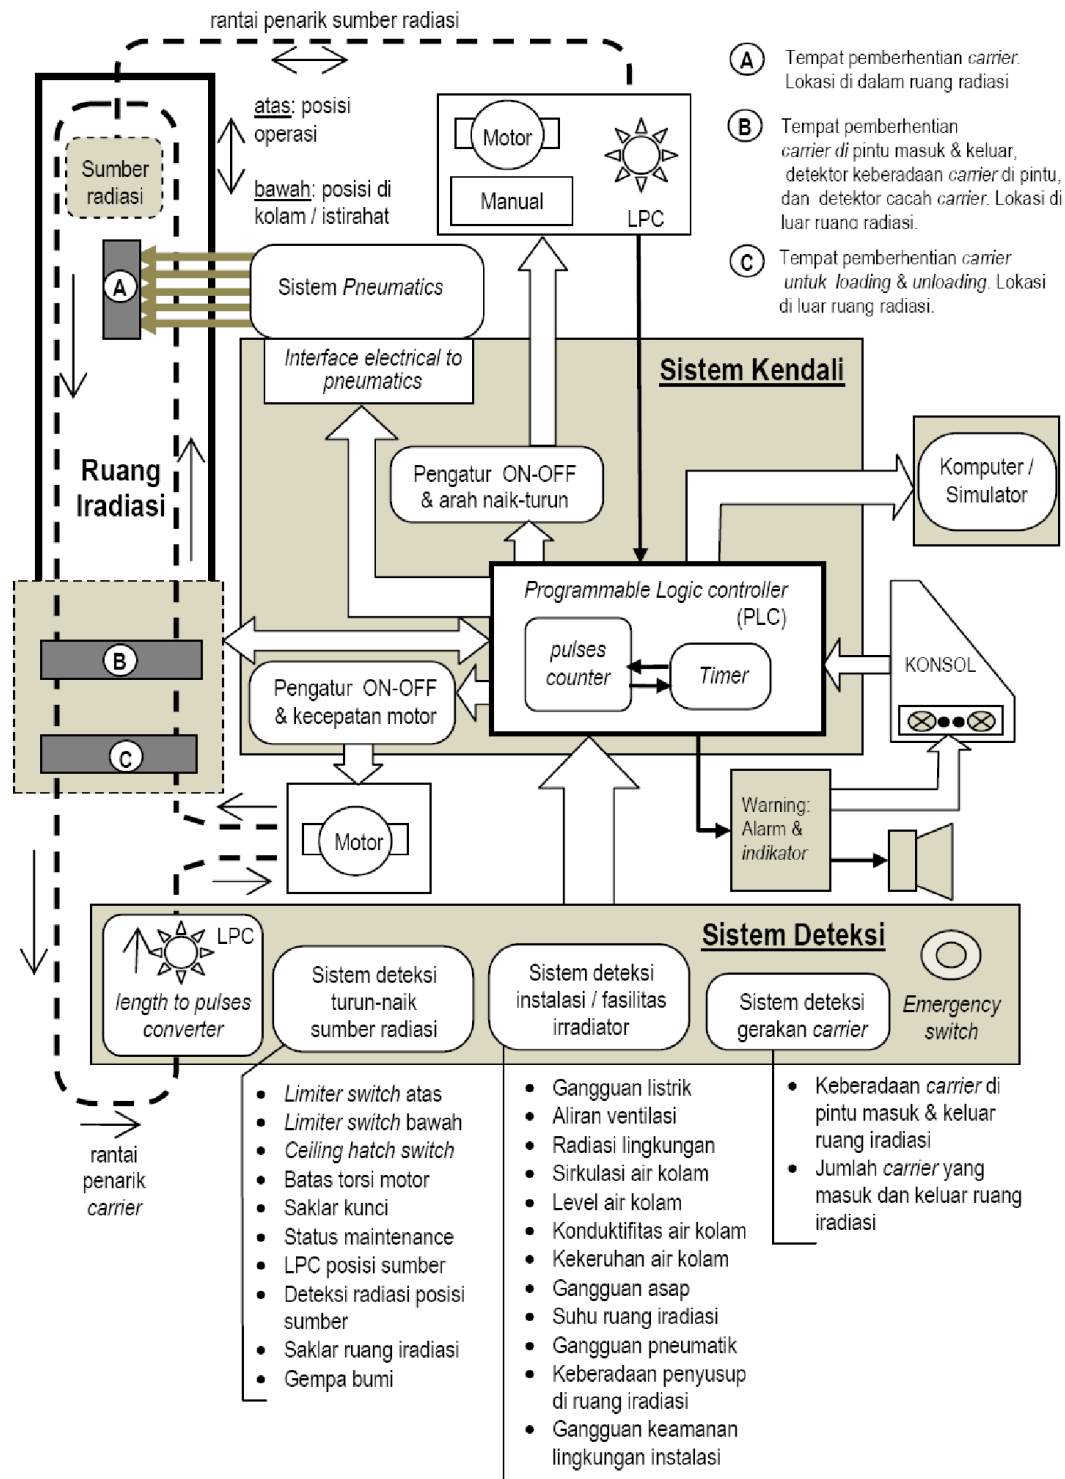 rantai penarik sumber radiasi
atas: posisi
operasi
bawah: posisi di
kolam / istirahat
Sumber
radiasi
Motor
Manual
LPC
A
Tempat pemberhentian carrier.
Lokasi di dalam ruang radiasi
B
Tempat pemberhentian
carrier di pintu masuk & keluar,
detektor keberadaan carrier di pintu,
dan detektor cacah carrier. Lokasi di
luar ruang radiasi.
C
Tempat pemberhentian carrier
untuk loading & unloading. Lokasi
di luar ruang radiasi.
A
Sistem Pneumatics
Interface electrical to
pneumatics
Sistem Kendali
Ruang
Iradiasi
Pengatur ON-OFF
& arah naik-turun
Komputer /
Simulator
Programmable Logic controller
(PLC)
pulses
counter
Timer
KONSOL
B
C
Pengatur ON-OFF
& kecepatan motor
Motor
Warning:
Alarm &
indikator
Sistem Deteksi
LPC
length to pulses
converter
Sistem deteksi
turun-naik
sumber radiasi
Sistem deteksi
instalasi / fasilitas
irradiator
Sistem deteksi
gerakan carrier
Emergency
switch
rantai
penarik
carrier
• Limiter switch atas
• Limiter switch bawah
• Ceiling hatch switch
• Batas torsi motor
• Saklar kunci
• Status maintenance
• LPC posisi sumber
• Deteksi radiasi posisi
sumber
• Saklar ruang iradiasi
• Gempa bumi
• Gangguan listrik
• Aliran ventilasi
• Radiasi lingkungan
• Sirkulasi air kolam
• Level air kolam
• Konduktifitas air kolam
• Kekeruhan air kolam
• Gangguan asap
• Suhu ruang iradiasi
• Gangguan pneumatik
• Keberadaan penyusup
di ruang iradiasi
• Gangguan keamanan
lingkungan instalasi
• Keberadaan carrier di
pintu masuk & keluar
ruang iradiasi
• Jumlah carrier yang
masuk dan keluar ruang
iradiasi